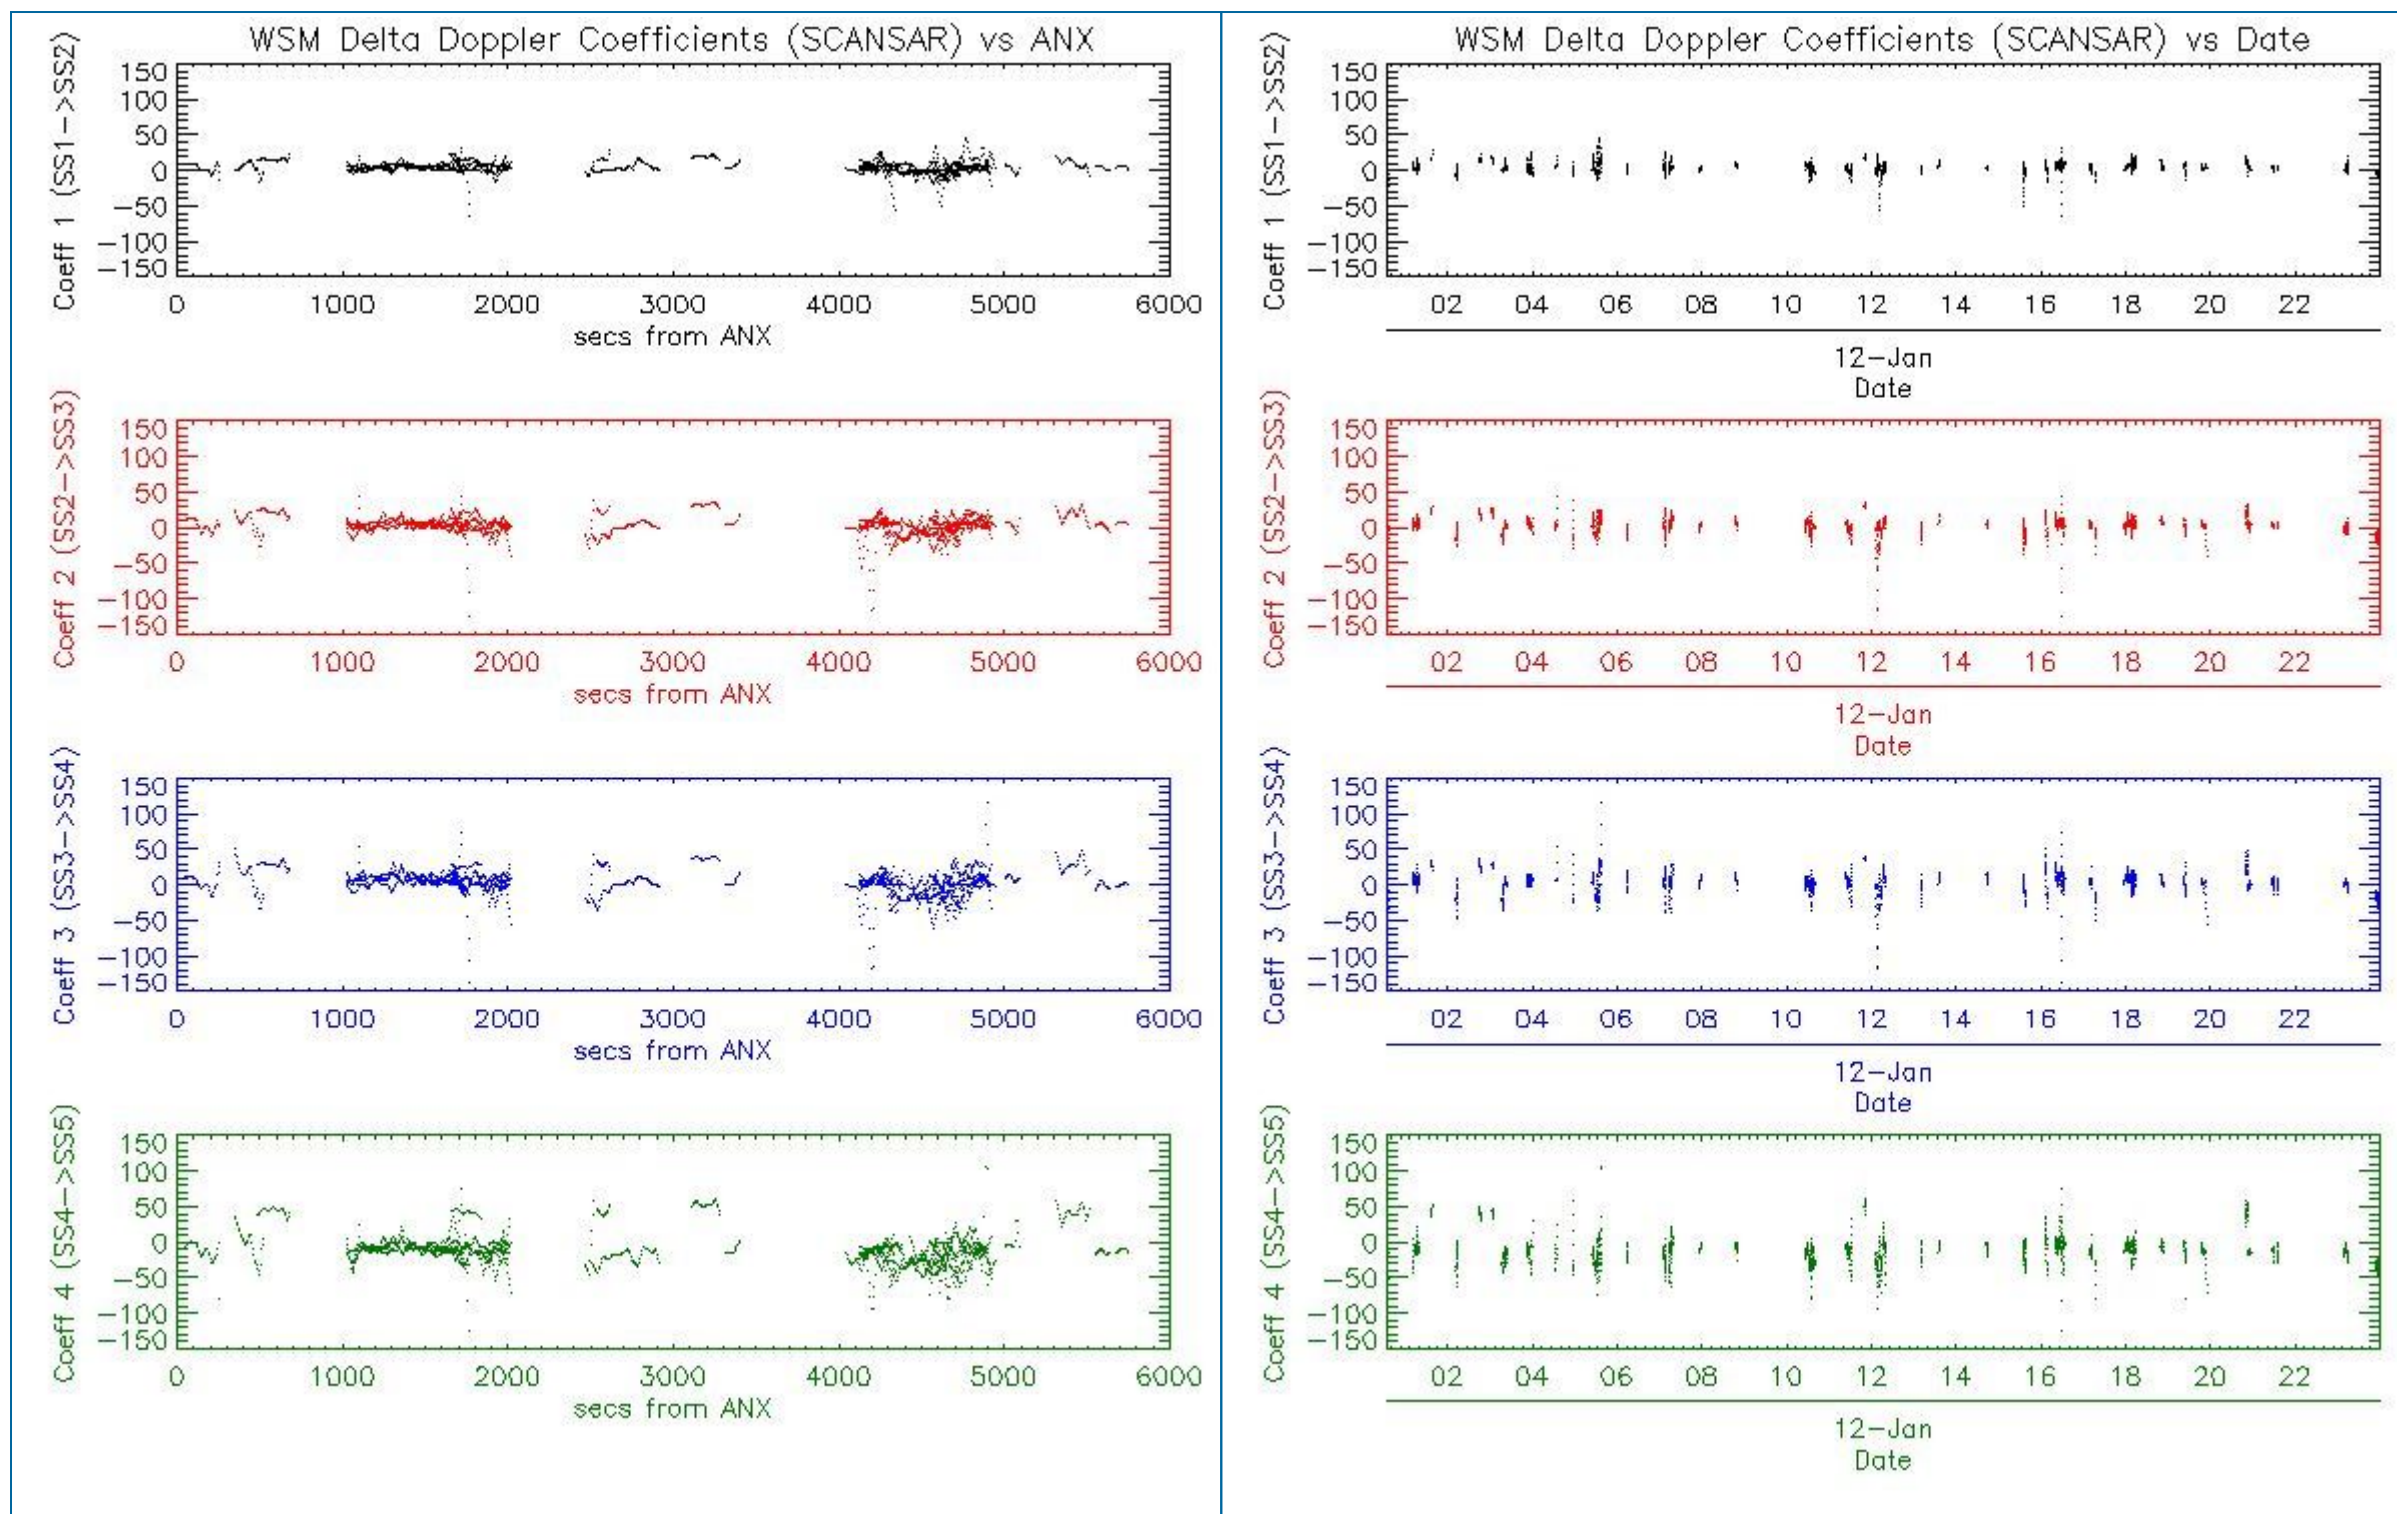 WSM Delta Doppler Coefficients (SCANSAR) vs ANX
Coeff 1 (SS1->SS2)
150
100
50
0
-50
-100
-150
0 1000 2000 3000 4000 5000 6000
secs from ANX
Coeff 2 (SS2->SS3)
150
100
50
0
-50
-100
-150
0 1000 2000 3000 4000 5000 6000
secs from ANX
Coeff 3 (SS3->SS4)
150
100
50
0
-50
-100
-150
0 1000 2000 3000 4000 5000 6000
secs from ANX
Coeff 4 (SS4->SS5)
150
100
50
0
-50
-100
-150
0 1000 2000 3000 4000 5000 6000
secs from ANX
WSM Delta Doppler Coefficients (SCANSAR) vs Date
Coeff 1 (SS1->SS2)
150
100
50
0
-50
-100
-150
02 04 06 08 10 12 14 16 18 20 22
12-Jan
Date
Coeff 2 (SS2->SS3)
150
100
50
0
-50
-100
-150
02 04 06 08 10 12 14 16 18 20 22
12-Jan
Date
Coeff 3 (SS3->SS4)
150
100
50
0
-50
-100
-150
02 04 06 08 10 12 14 16 18 20 22
12-Jan
Date
Coeff 4 (SS4->SS5)
150
100
50
0
-50
-100
-150
02 04 06 08 10 12 14 16 18 20 22
12-Jan
Date